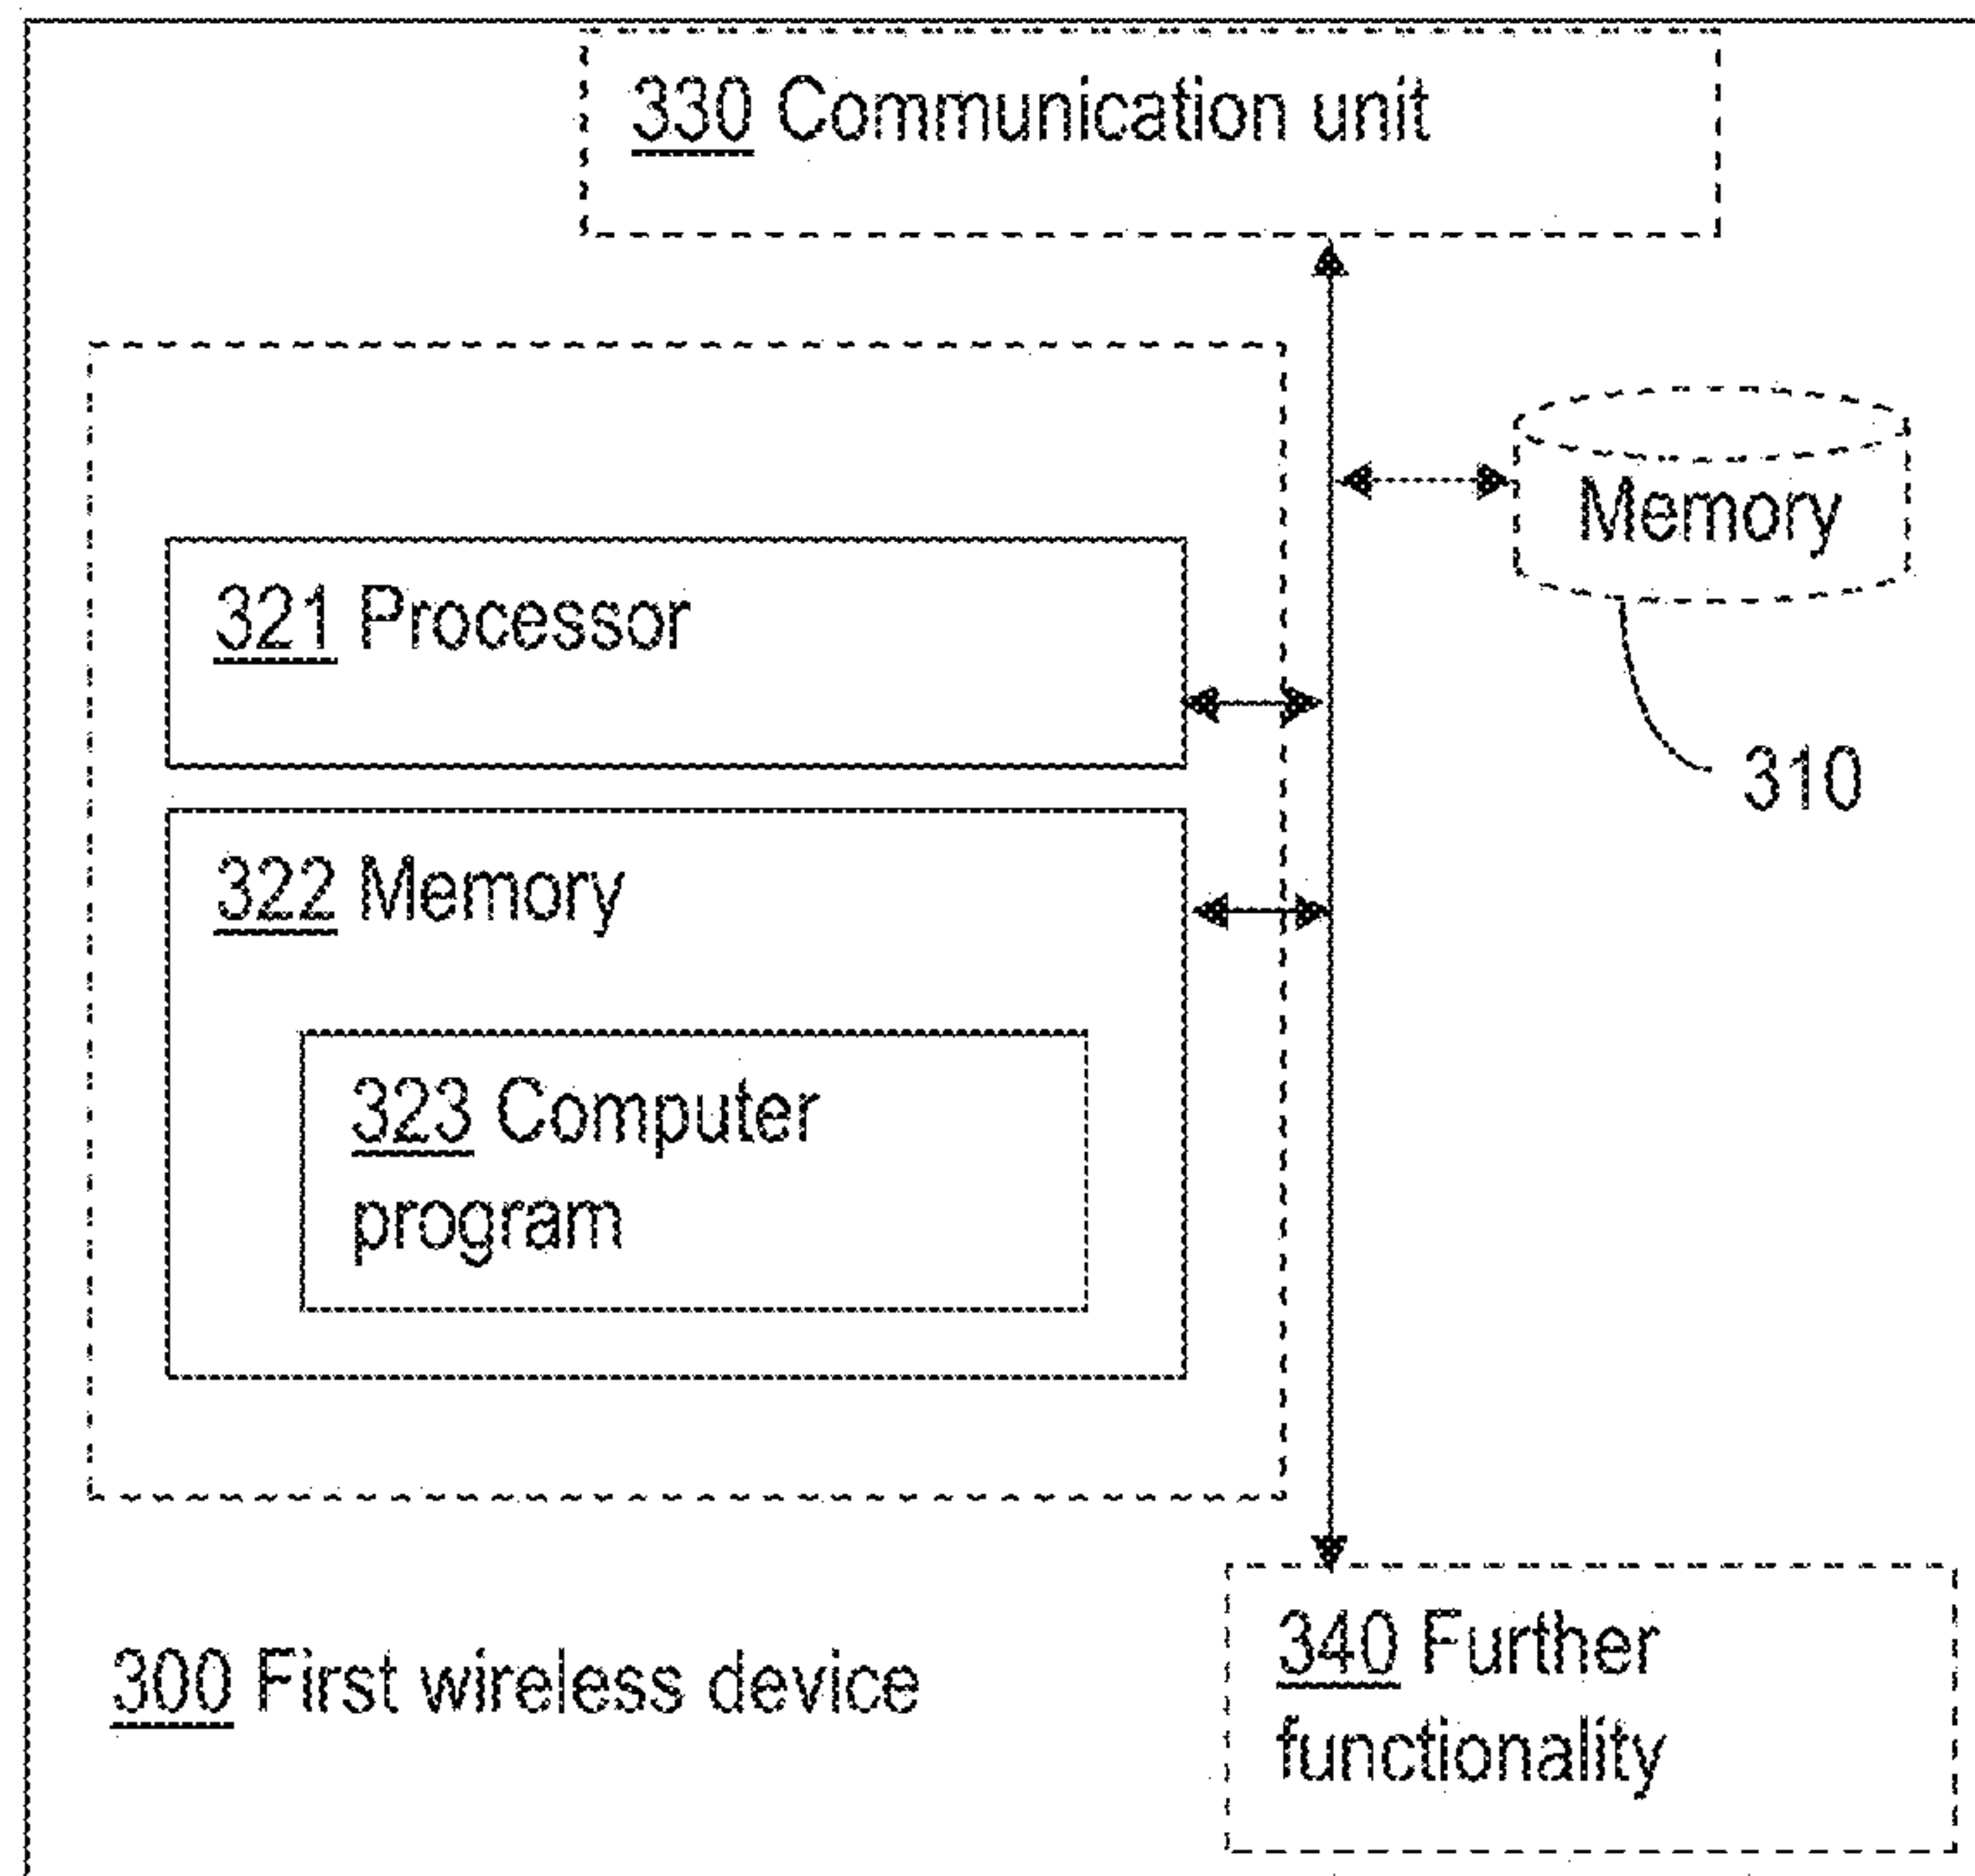 330 Communication unit
Memory
321 Processor
310
322 Memory
323 Computer
program
340 Further
functionality
300 First wireless device